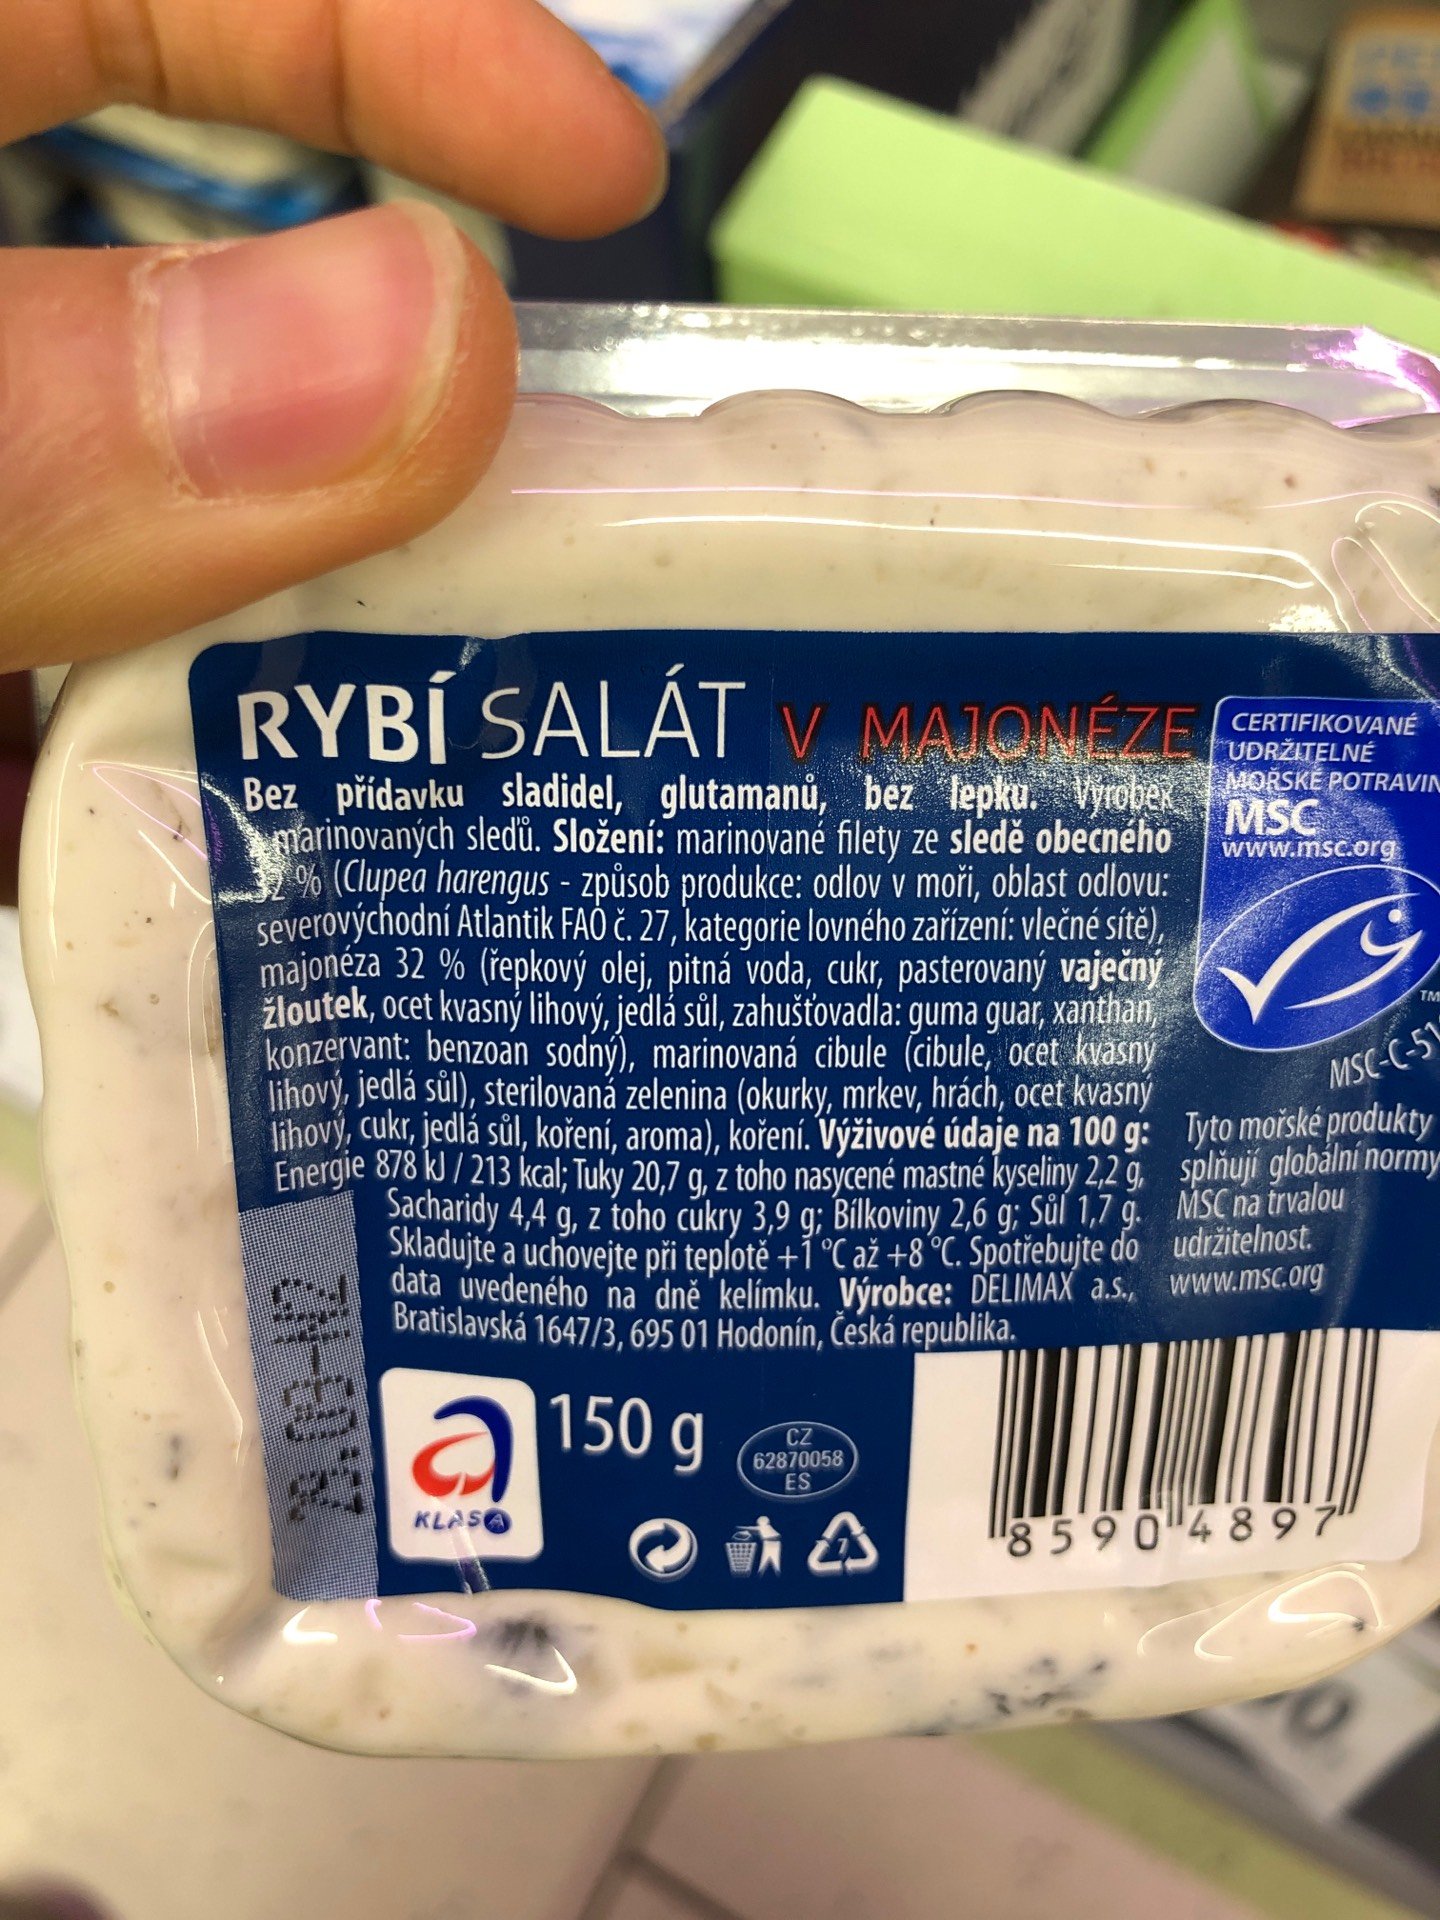 RYBÍ SALÁT V MAJONÉZE
Bez přídavku sladidel, glutamanů, bez lepku. Výrobek
marinovaných sleďů. Složení: marinované filety ze sledě obecného
% (Clupea harengus - způsob produkce: odlov v moři, oblast odlovu:
severovýchodní Atlantik FAO č. 27, kategorie lovného zařízení: vlečné sítě),
majonéza 32 % (řepkový olej, pitná voda, cukr, pasterovaný vaječný
žloutek, ocet kvasný lihový, jedlá sůl, zahušťovadla: guma guar, xanthan,
konzervant: benzoan sodný), marinovaná cibule (cibule, ocet kvasný
lihový, jedlá sůl), sterilovaná zelenina (okurky, mrkev, hrách, ocet kvasný
lihový, cukr, jedlá sůl, koření, aroma), koření. Výživové údaje na 100 g:
Energie 878 kJ / 213 kcal; Tuky 20,7 g, z toho nasycené mastné kyseliny 2,2 g,
Sacharidy 4,4 g, z toho cukry 3,9 g; Bílkoviny 2,6 g; Sůl 1,7 g.
Skladujte a uchovejte při teplotě +1 °C až +8 °C. Spotřebujte do
data uvedeného na dně kelímku. Výrobce: DELIMAX a.s.,
Bratislavská 1647/3, 695 01 Hodonín, Česká republika.
CERTIFIKOVANÉ
UDRŽITELNÉ
MOŘSKÉ POTRAVIN
MSC
www.msc.org
TM
MSC-C-51
Tyto mořské produkty
splňují globální normy
MSC na trvalou
udržitelnost.
www.msc.org
KLASA
150 g
CZ
62870058
ES
7
8590 4897